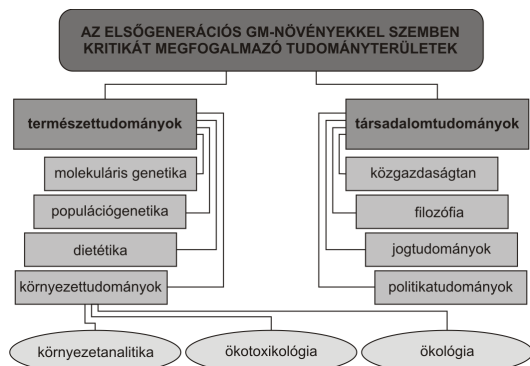 AZ ELSŐGENERÁCIÓS GM-NÖVÉNYEKKEL SZEMBEN
KRITIKÁT MEGFOGALMAZÓ TUDOMÁNYTERÜLETEK
természettudományok
molekuláris genetika
populációgenetika
dietétika
környezettudományok
társadalomtudományok
közgazdaságtan
filozófia
jogtudományok
politikatudományok
környezetanalitika
ökotoxikológia
ökológia